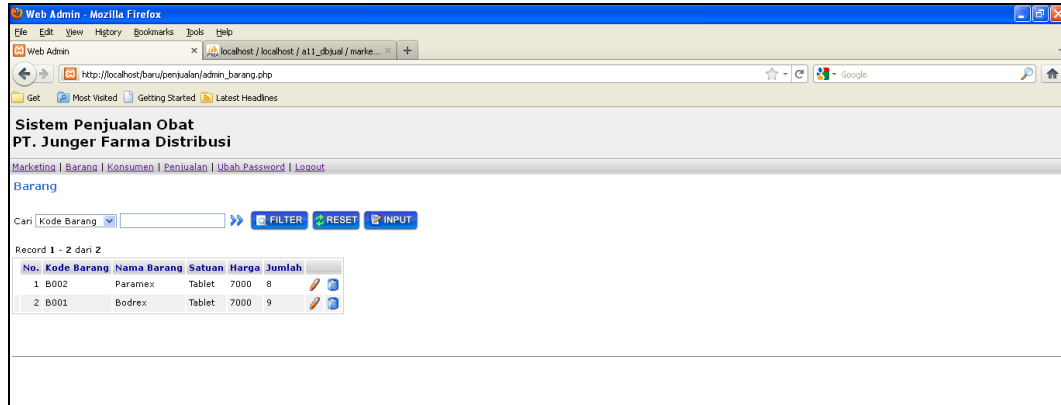 Web Admin - Mozilla Firefox
File Edit View History Bookmarks Tools Help
Web Admin × localhost / localhost / a11_dbjual / marke... × +
http://localhost/baru/penjualan/admin_barang.php Google
Get Most Visited Getting Started Latest Headlines
Sistem Penjualan Obat
PT. Junger Farma Distribusi
Marketing | Barang | Konsumen | Penjualan | Ubah Password | Logout
Barang
Cari Kode Barang FILTER RESET INPUT
Record 1 - 2 dari 2
No. Kode Barang Nama Barang Satuan Harga Jumlah
1 B002 Paramex Tablet 7000 8
2 B001 Bodrex Tablet 7000 9